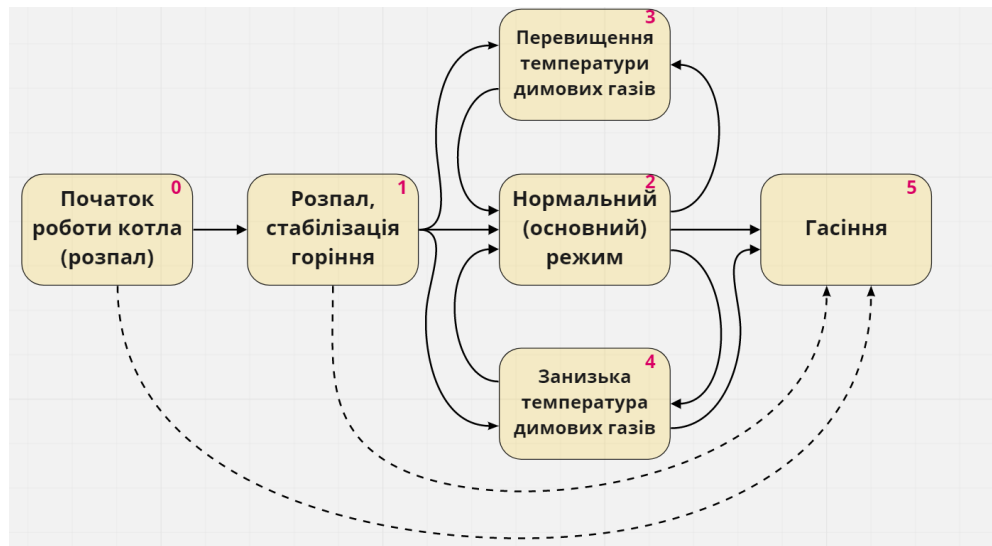 0
Початок
роботи котла
(розпал)
1
Розпал,
стабілізація
горіння
3
Перевищення
температури
димових газів
2
Нормальний
(основний)
режим
4
Занизька
температура
димових газів
5
Гасіння